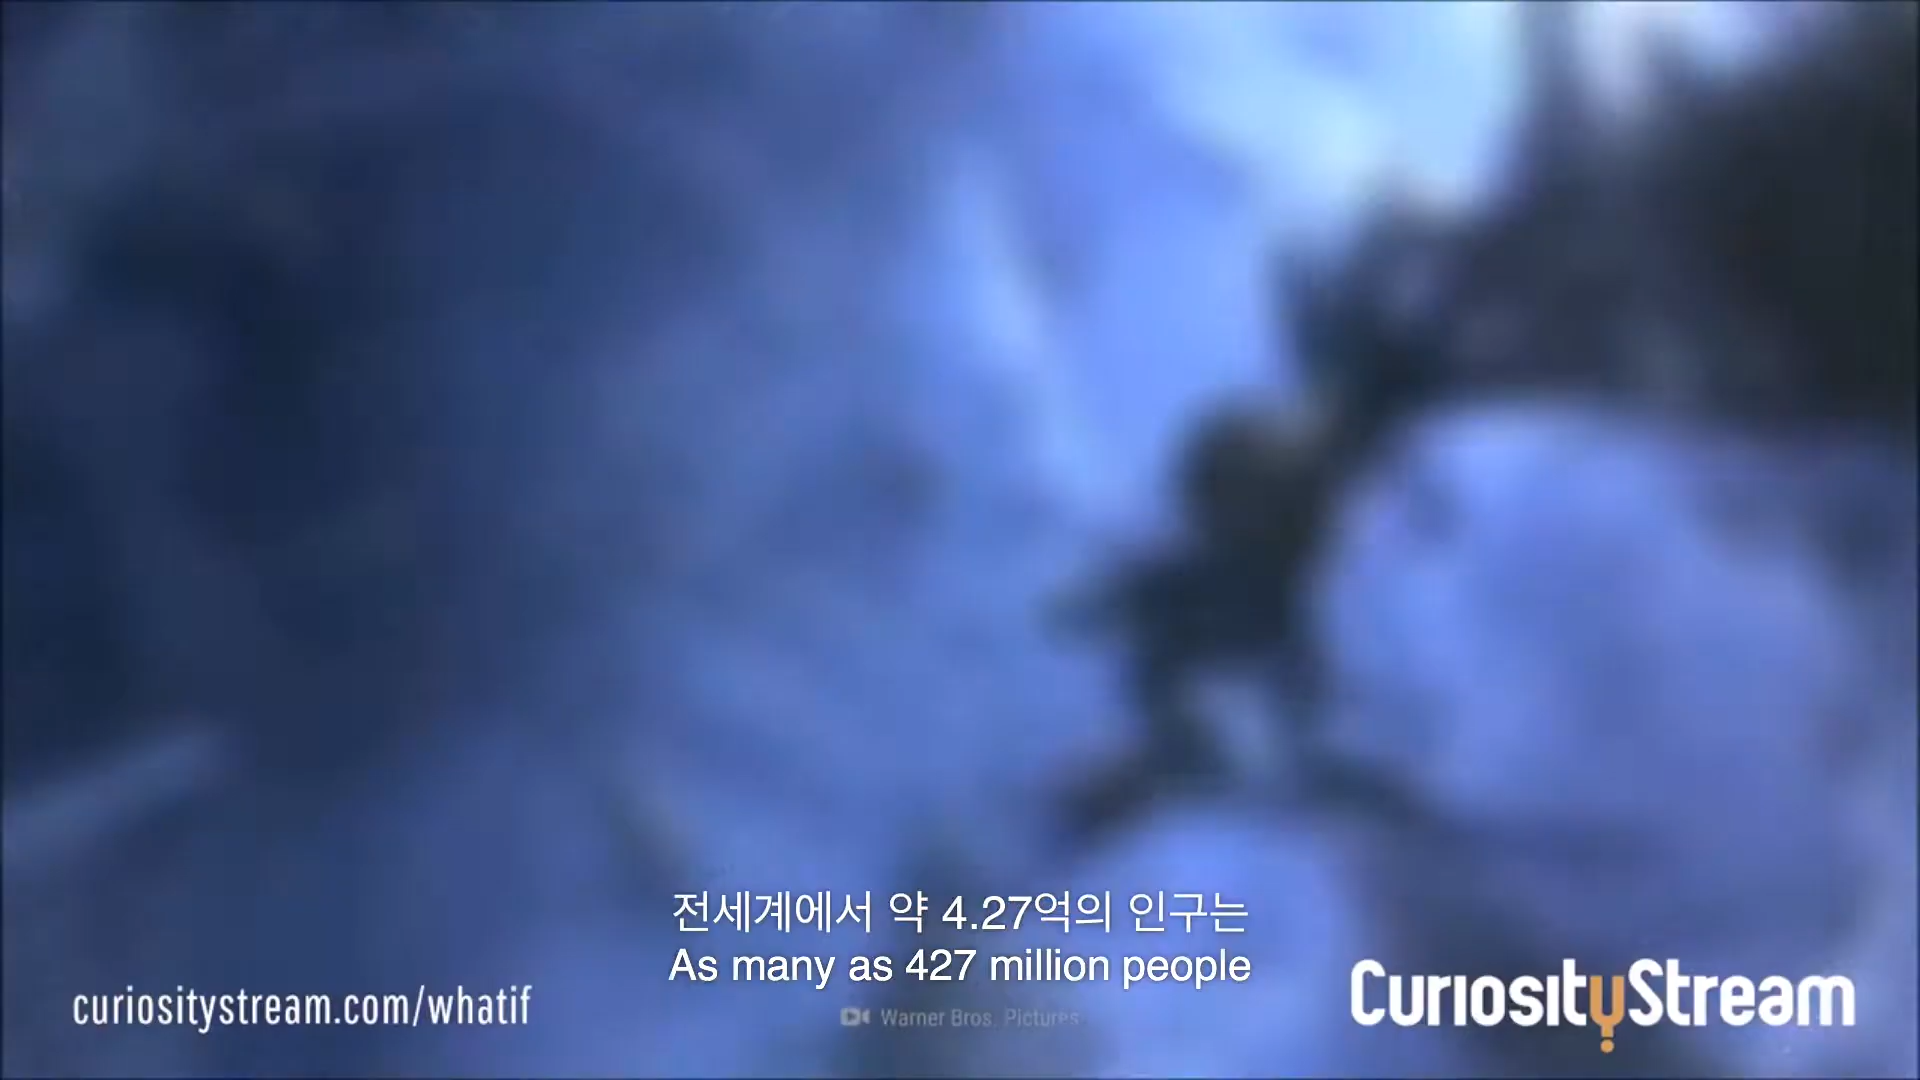 전세계에서 약 4.27억의 인구는
As many as 427 million people
curiositystream.com/whatif
CuriosityStream
Warner Bros. Pictures